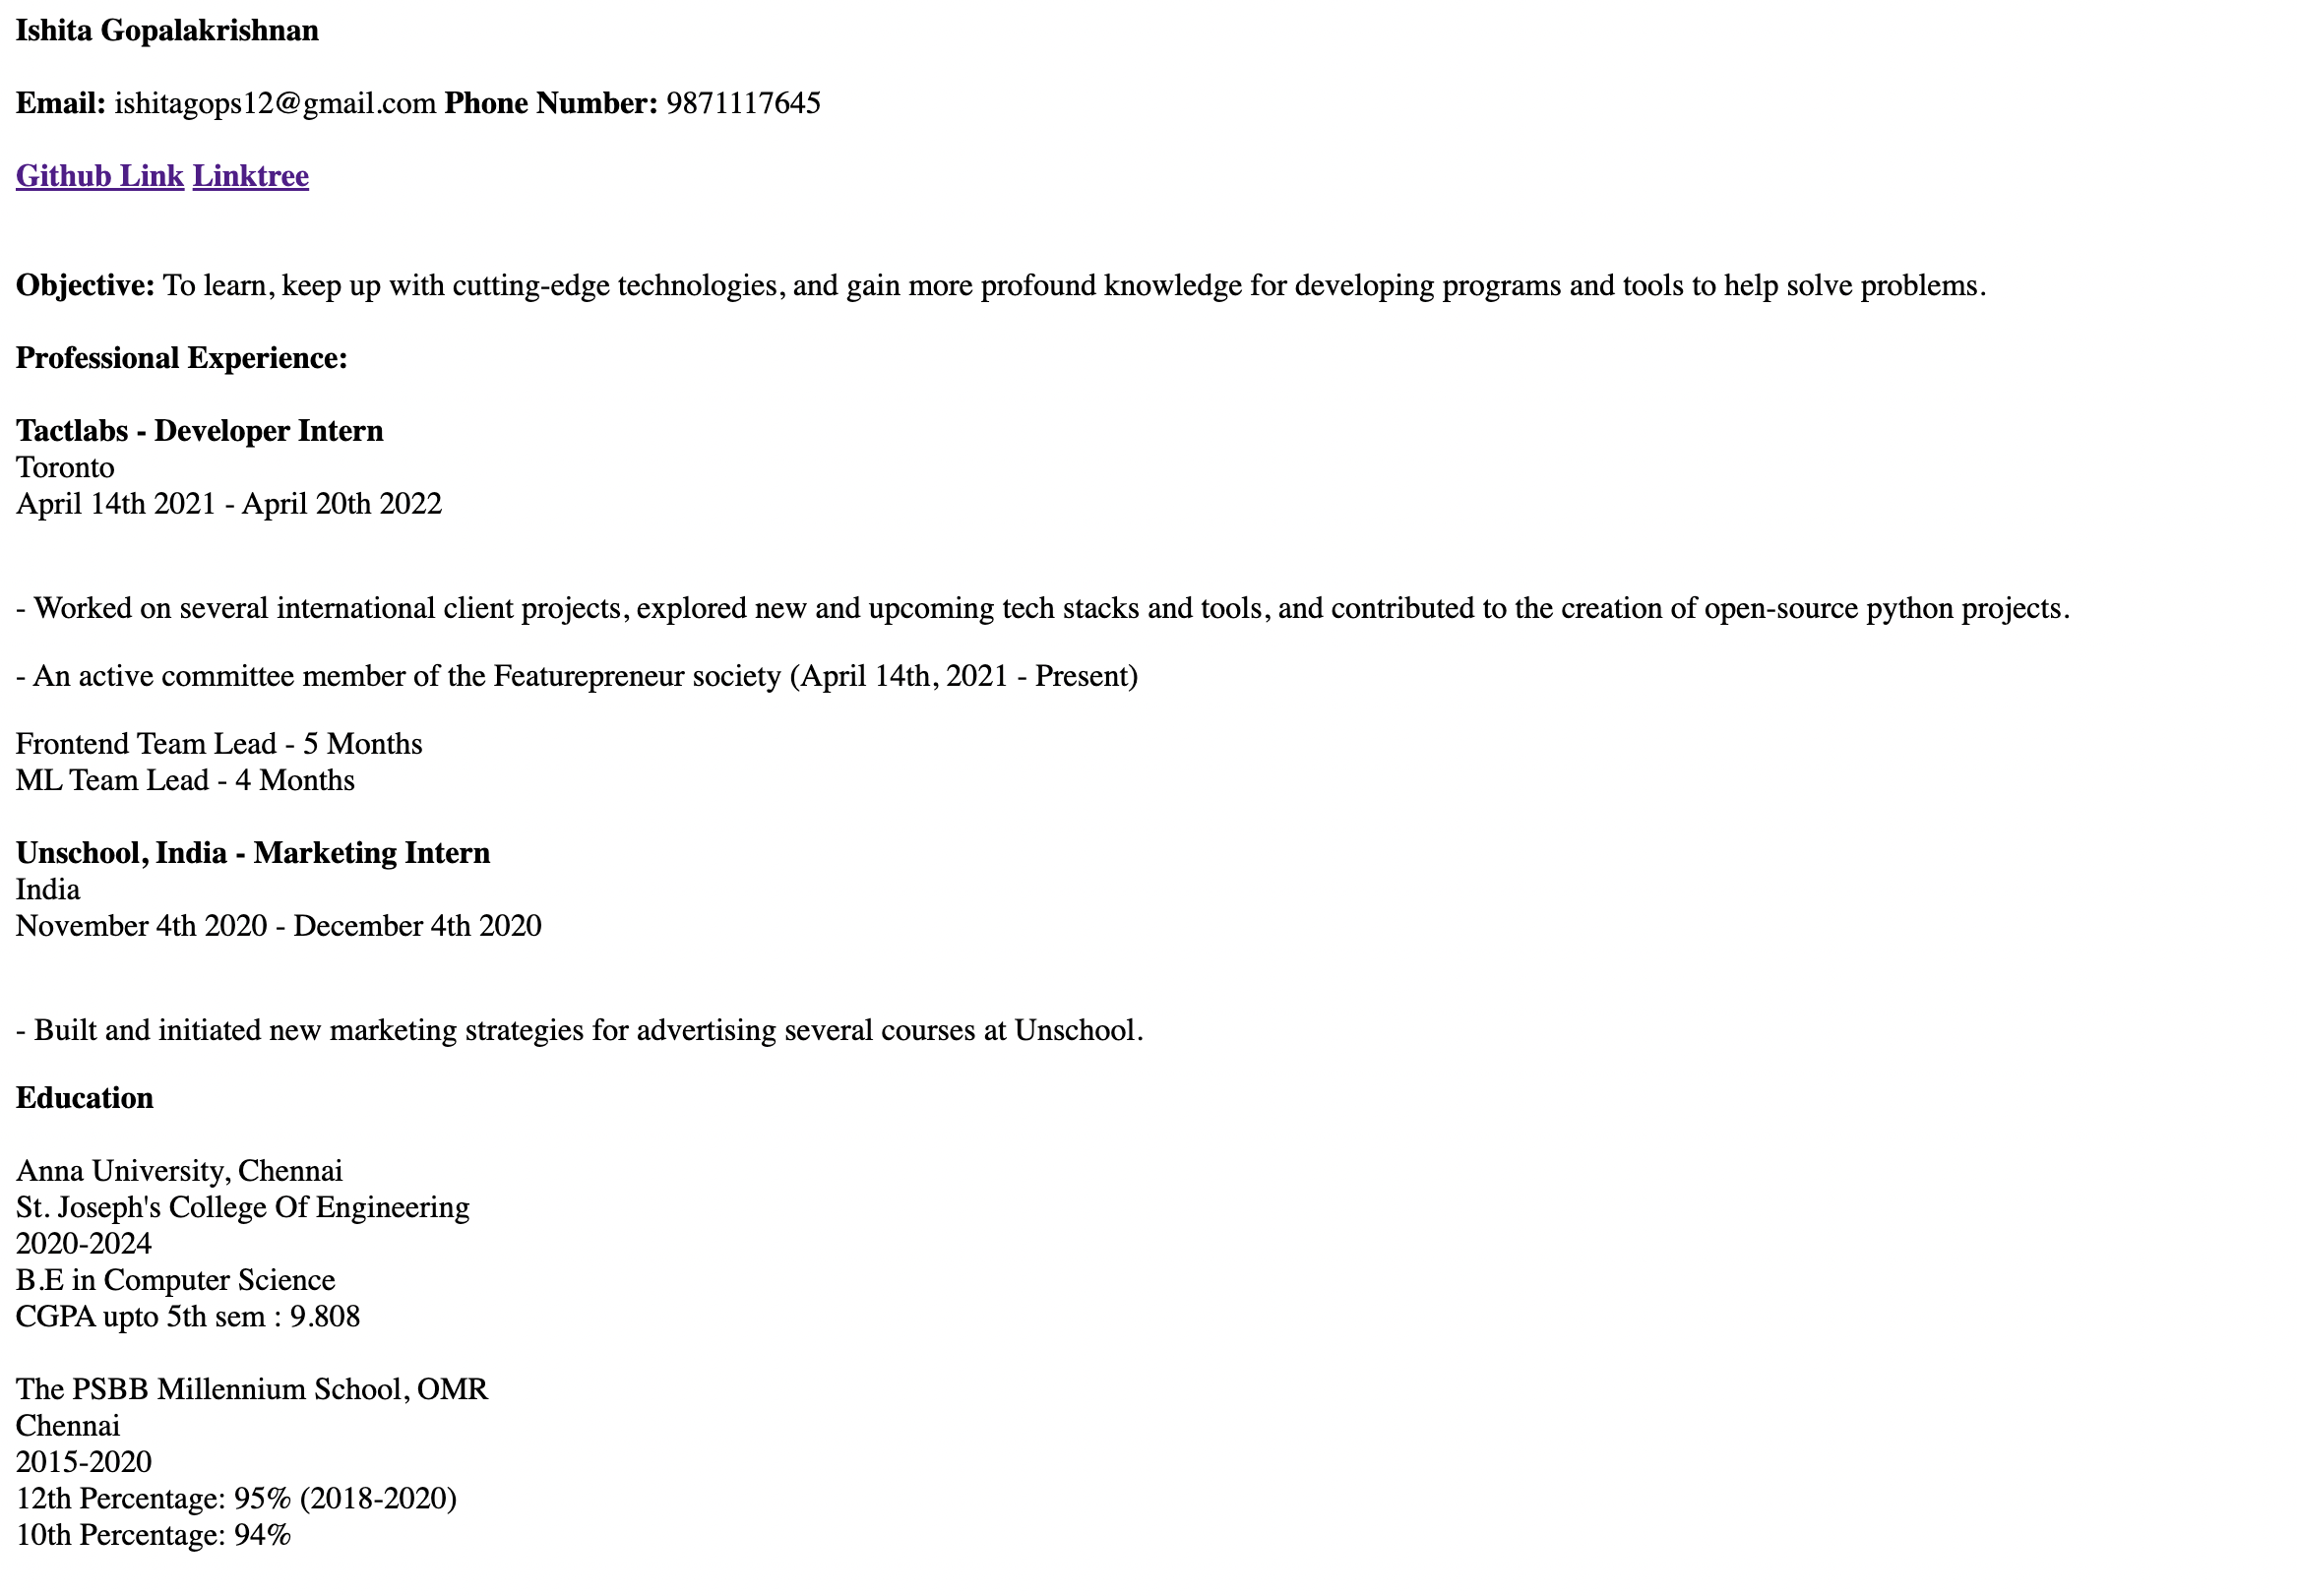 Ishita Gopalakrishnan
Email: ishitagops12@gmail.com Phone Number: 9871117645
Github Link Linktree
Objective: To learn, keep up with cutting-edge technologies, and gain more profound knowledge for developing programs and tools to help solve problems.
Professional Experience:
Tactlabs - Developer Intern
Toronto
April 14th 2021 - April 20th 2022
- Worked on several international client projects, explored new and upcoming tech stacks and tools, and contributed to the creation of open-source python projects.
- An active committee member of the Featurepreneur society (April 14th, 2021 - Present)
Frontend Team Lead - 5 Months
ML Team Lead - 4 Months
Unschool, India - Marketing Intern
India
November 4th 2020 - December 4th 2020
- Built and initiated new marketing strategies for advertising several courses at Unschool.
Education
Anna University, Chennai
St. Joseph's College Of Engineering
2020-2024
B.E in Computer Science
CGPA upto 5th sem : 9.808
The PSBB Millennium School, OMR
Chennai
2015-2020
12th Percentage: 95% (2018-2020)
10th Percentage: 94%